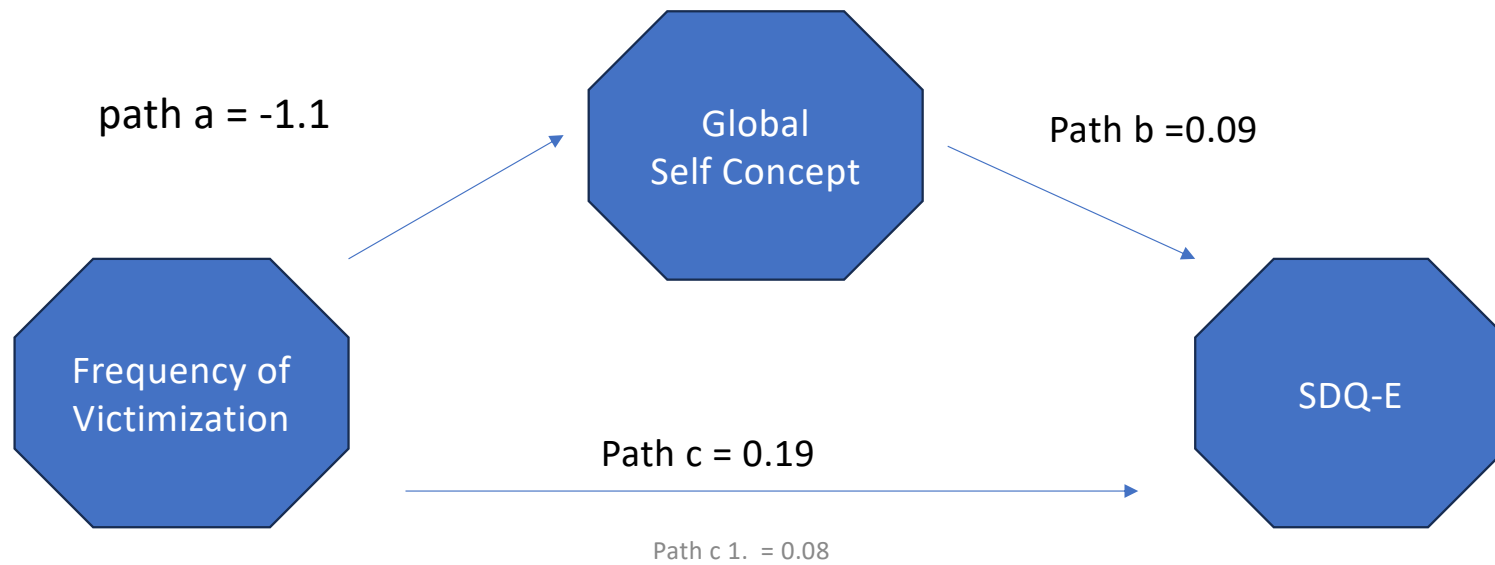 path a = -1.1
Global
Self Concept
Path b =0.09
Frequency of
Victimization
SDQ-E
Path c = 0.19
Path c 1.  = 0.08